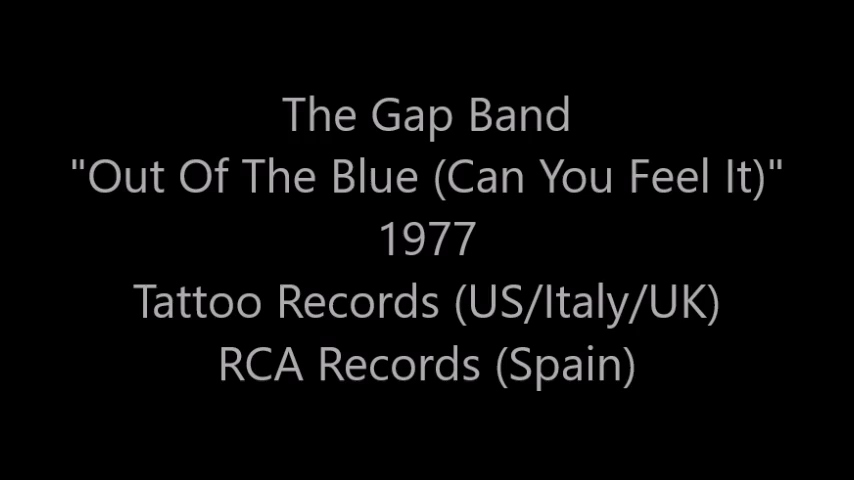 The Gap Band
"Out Of The Blue (Can You Feel It)"
1977
Tattoo Records (US/Italy/UK)
RCA Records (Spain)